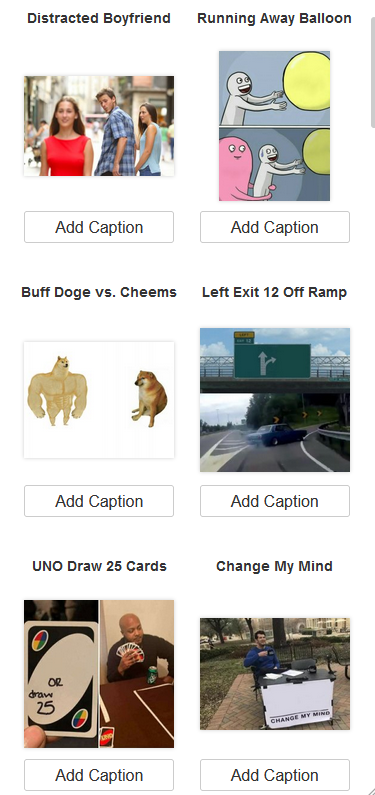 Distracted Boyfriend
Running Away Balloon
Add Caption
Add Caption
Buff Doge vs. Cheems
Left Exit 12 Off Ramp
Add Caption
Add Caption
UNO Draw 25 Cards
Change My Mind
OR
draw
25
UNO
CHANGE MY MIND
Add Caption
Add Caption